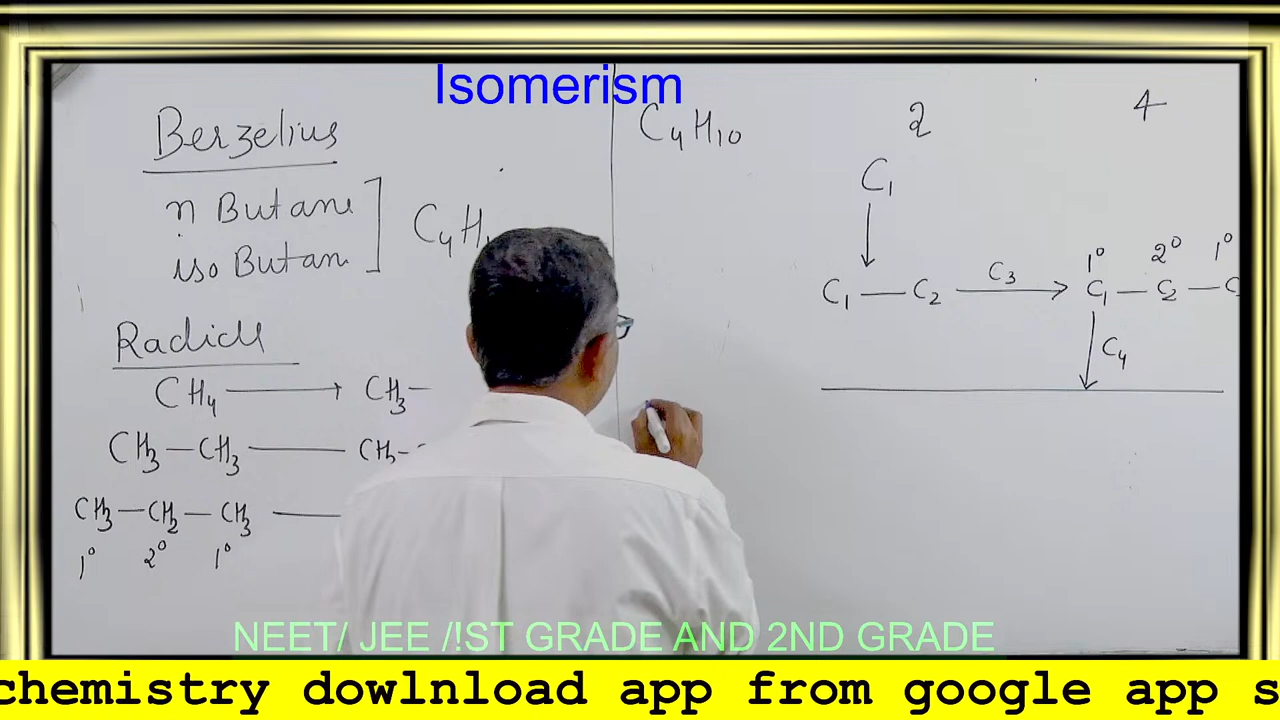 Isomerism
Berzelius
n Butane
iso Butan
C4H
Radicls
CH4 → CH3—
CH3—CH3 — CH3—
CH3—CH2—CH3 —
1° 2° 1°
C4H10
2
4
C1
C1—C2 C3→ C1—C2—C
1° 2° 1°
C4
NEET/ JEE /!ST GRADE AND 2ND GRADE
chemistry dowlnload app from google app s